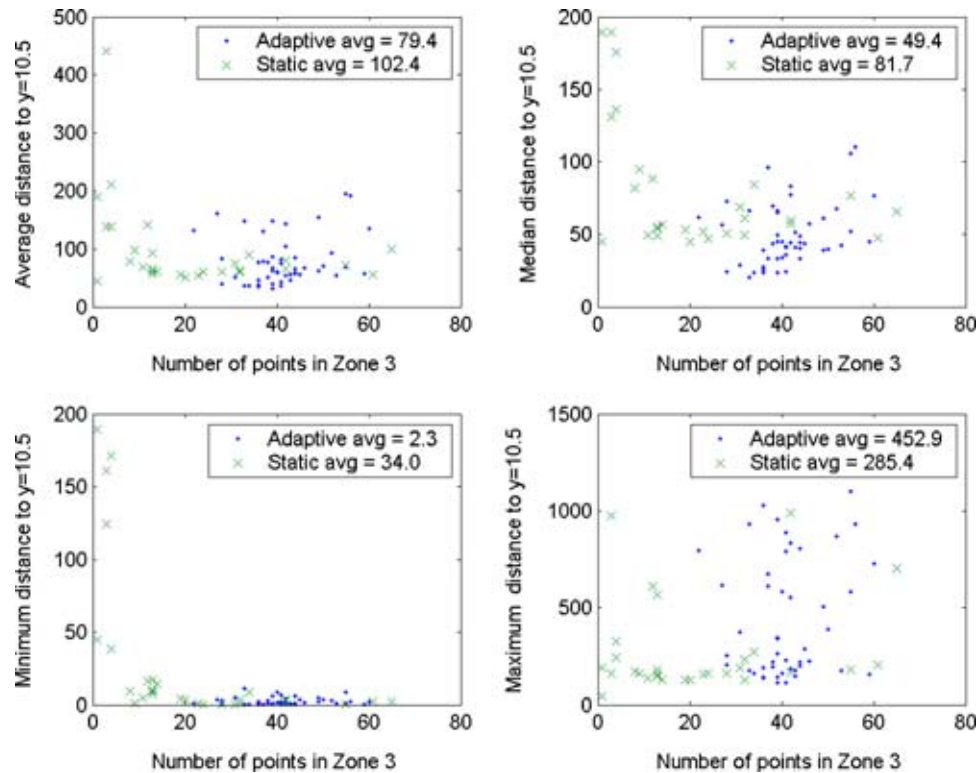 500
400
300
200
100
0
0 20 40 60 80
Average distance to y=10.5
Number of points in Zone 3
Adaptive avg = 79.4
Static avg = 102.4
200
150
100
50
0
0 20 40 60 80
Median distance to y=10.5
Number of points in Zone 3
Adaptive avg = 49.4
Static avg = 81.7
200
150
100
50
0
0 20 40 60 80
Minimum distance to y=10.5
Number of points in Zone 3
Adaptive avg = 2.3
Static avg = 34.0
1500
1000
500
0
0 20 40 60 80
Maximum distance to y=10.5
Number of points in Zone 3
Adaptive avg = 452.9
Static avg = 285.4